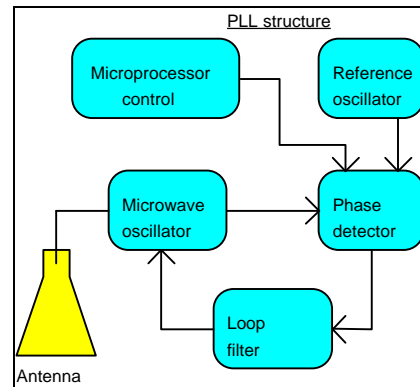 PLL structure
Microprocessor
control
Reference
oscillator
Microwave
oscillator
Phase
detector
Loop
filter
Antenna